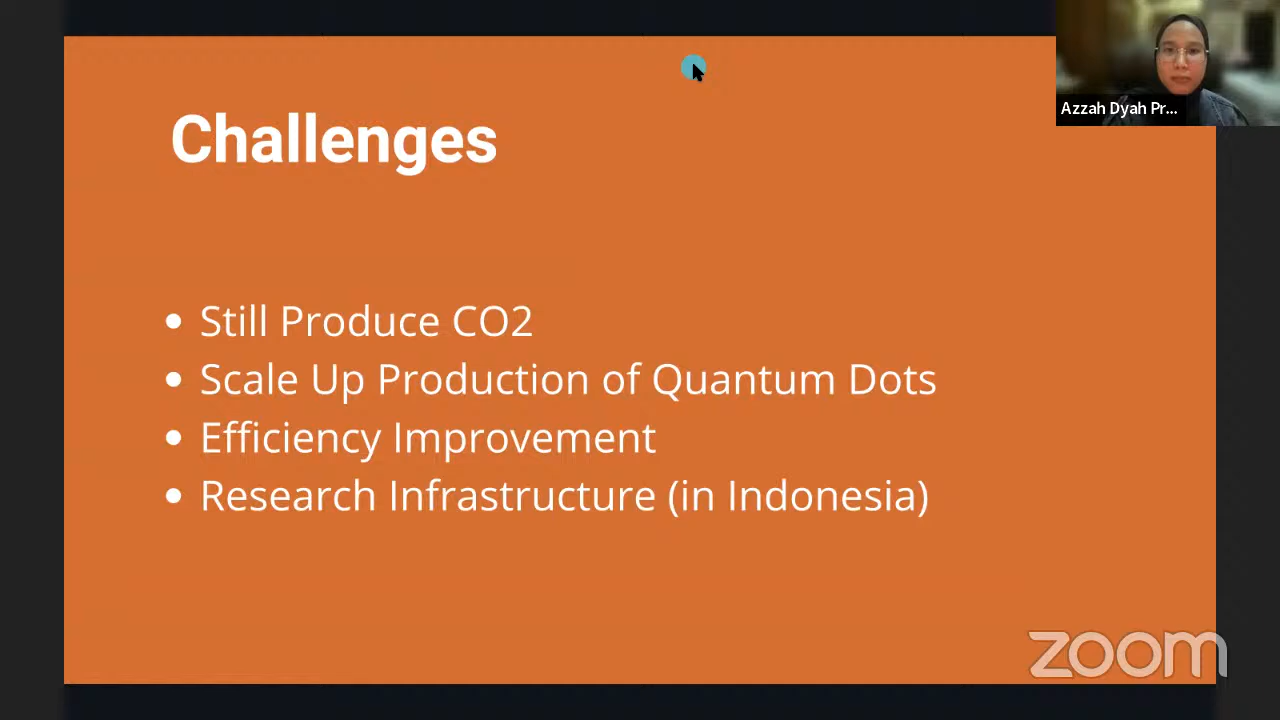 Azzah Dyah Pr...
Challenges
• Still Produce CO2
• Scale Up Production of Quantum Dots
• Efficiency Improvement
• Research Infrastructure (in Indonesia)
zoom